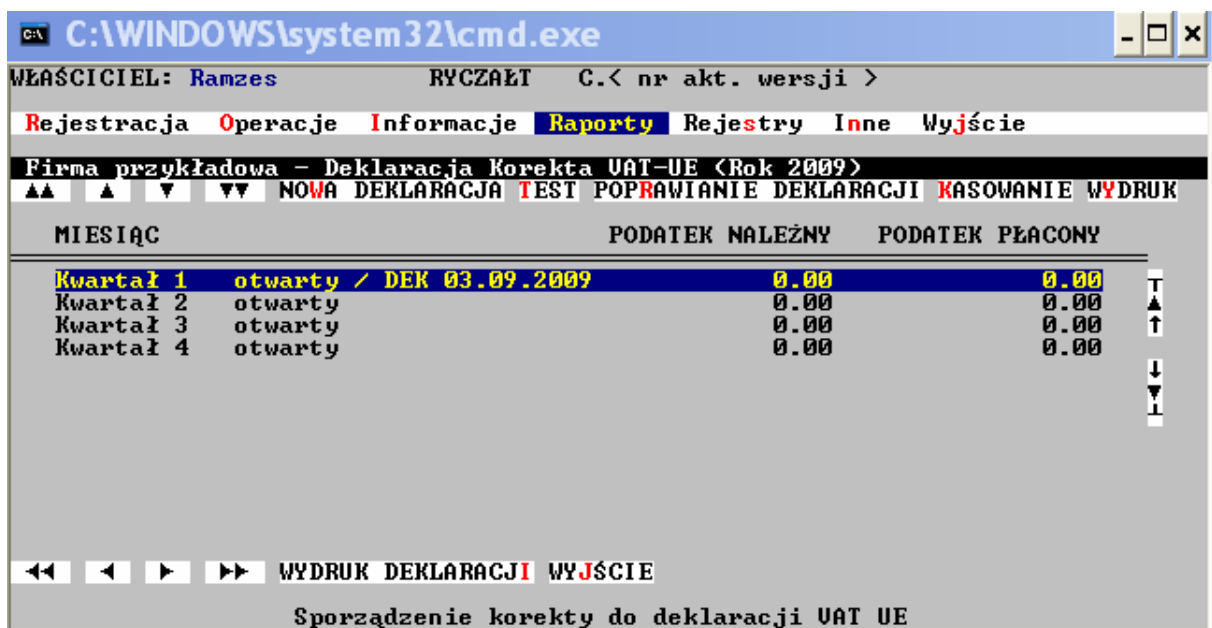 C:\WINDOWS\system32\cmd.exe
WŁAŚCICIEL: Ramzes RYCZAŁT C.< nr akt. wersji >
Rejestracja Operacje Informacje Raporty Rejestry Inne Wyjście
Firma przykładowa - Deklaracja Korekta VAT-UE (Rok 2009)
NOWA DEKLARACJA TEST POPRAWIANIE DEKLARACJI KASOWANIE WYDRUK
MIESIĄC PODATEK NALEŻNY PODATEK PŁACONY
Kwartał 1 otwarty / DEK 03.09.2009 0.00 0.00
Kwartał 2 otwarty 0.00 0.00
Kwartał 3 otwarty 0.00 0.00
Kwartał 4 otwarty 0.00 0.00
WYDRUK DEKLARACJI WYJŚCIE
Sporządzenie korekty do deklaracji VAT UE